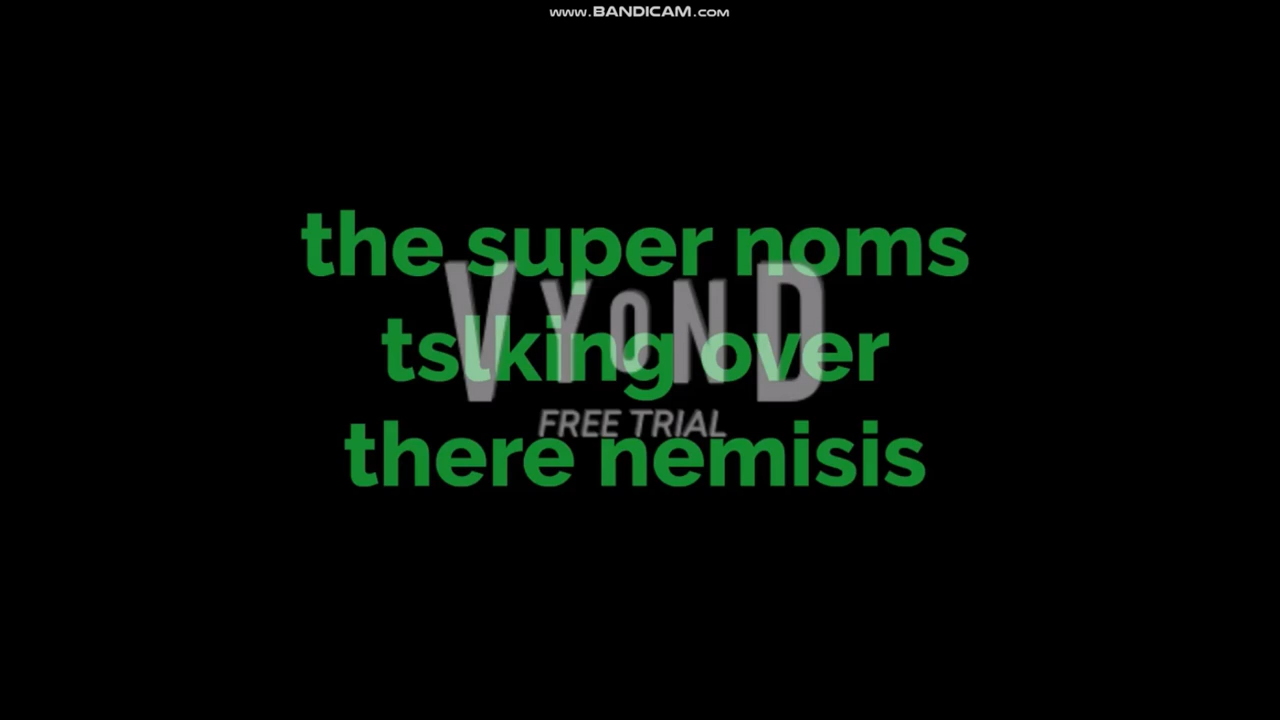 www.BANDICAM.com
the super noms
VYOND
tslking over
FREE TRIAL
there nemisis